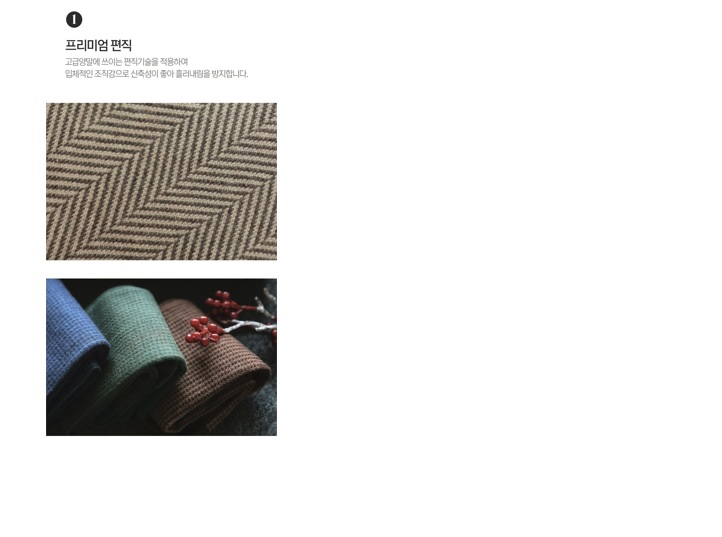 1
프리미엄 편직
고급양말에 쓰이는 편직기술을 적용하여
입체적인 조직감으로 신축성이 좋아 흘러내림을 방지합니다.